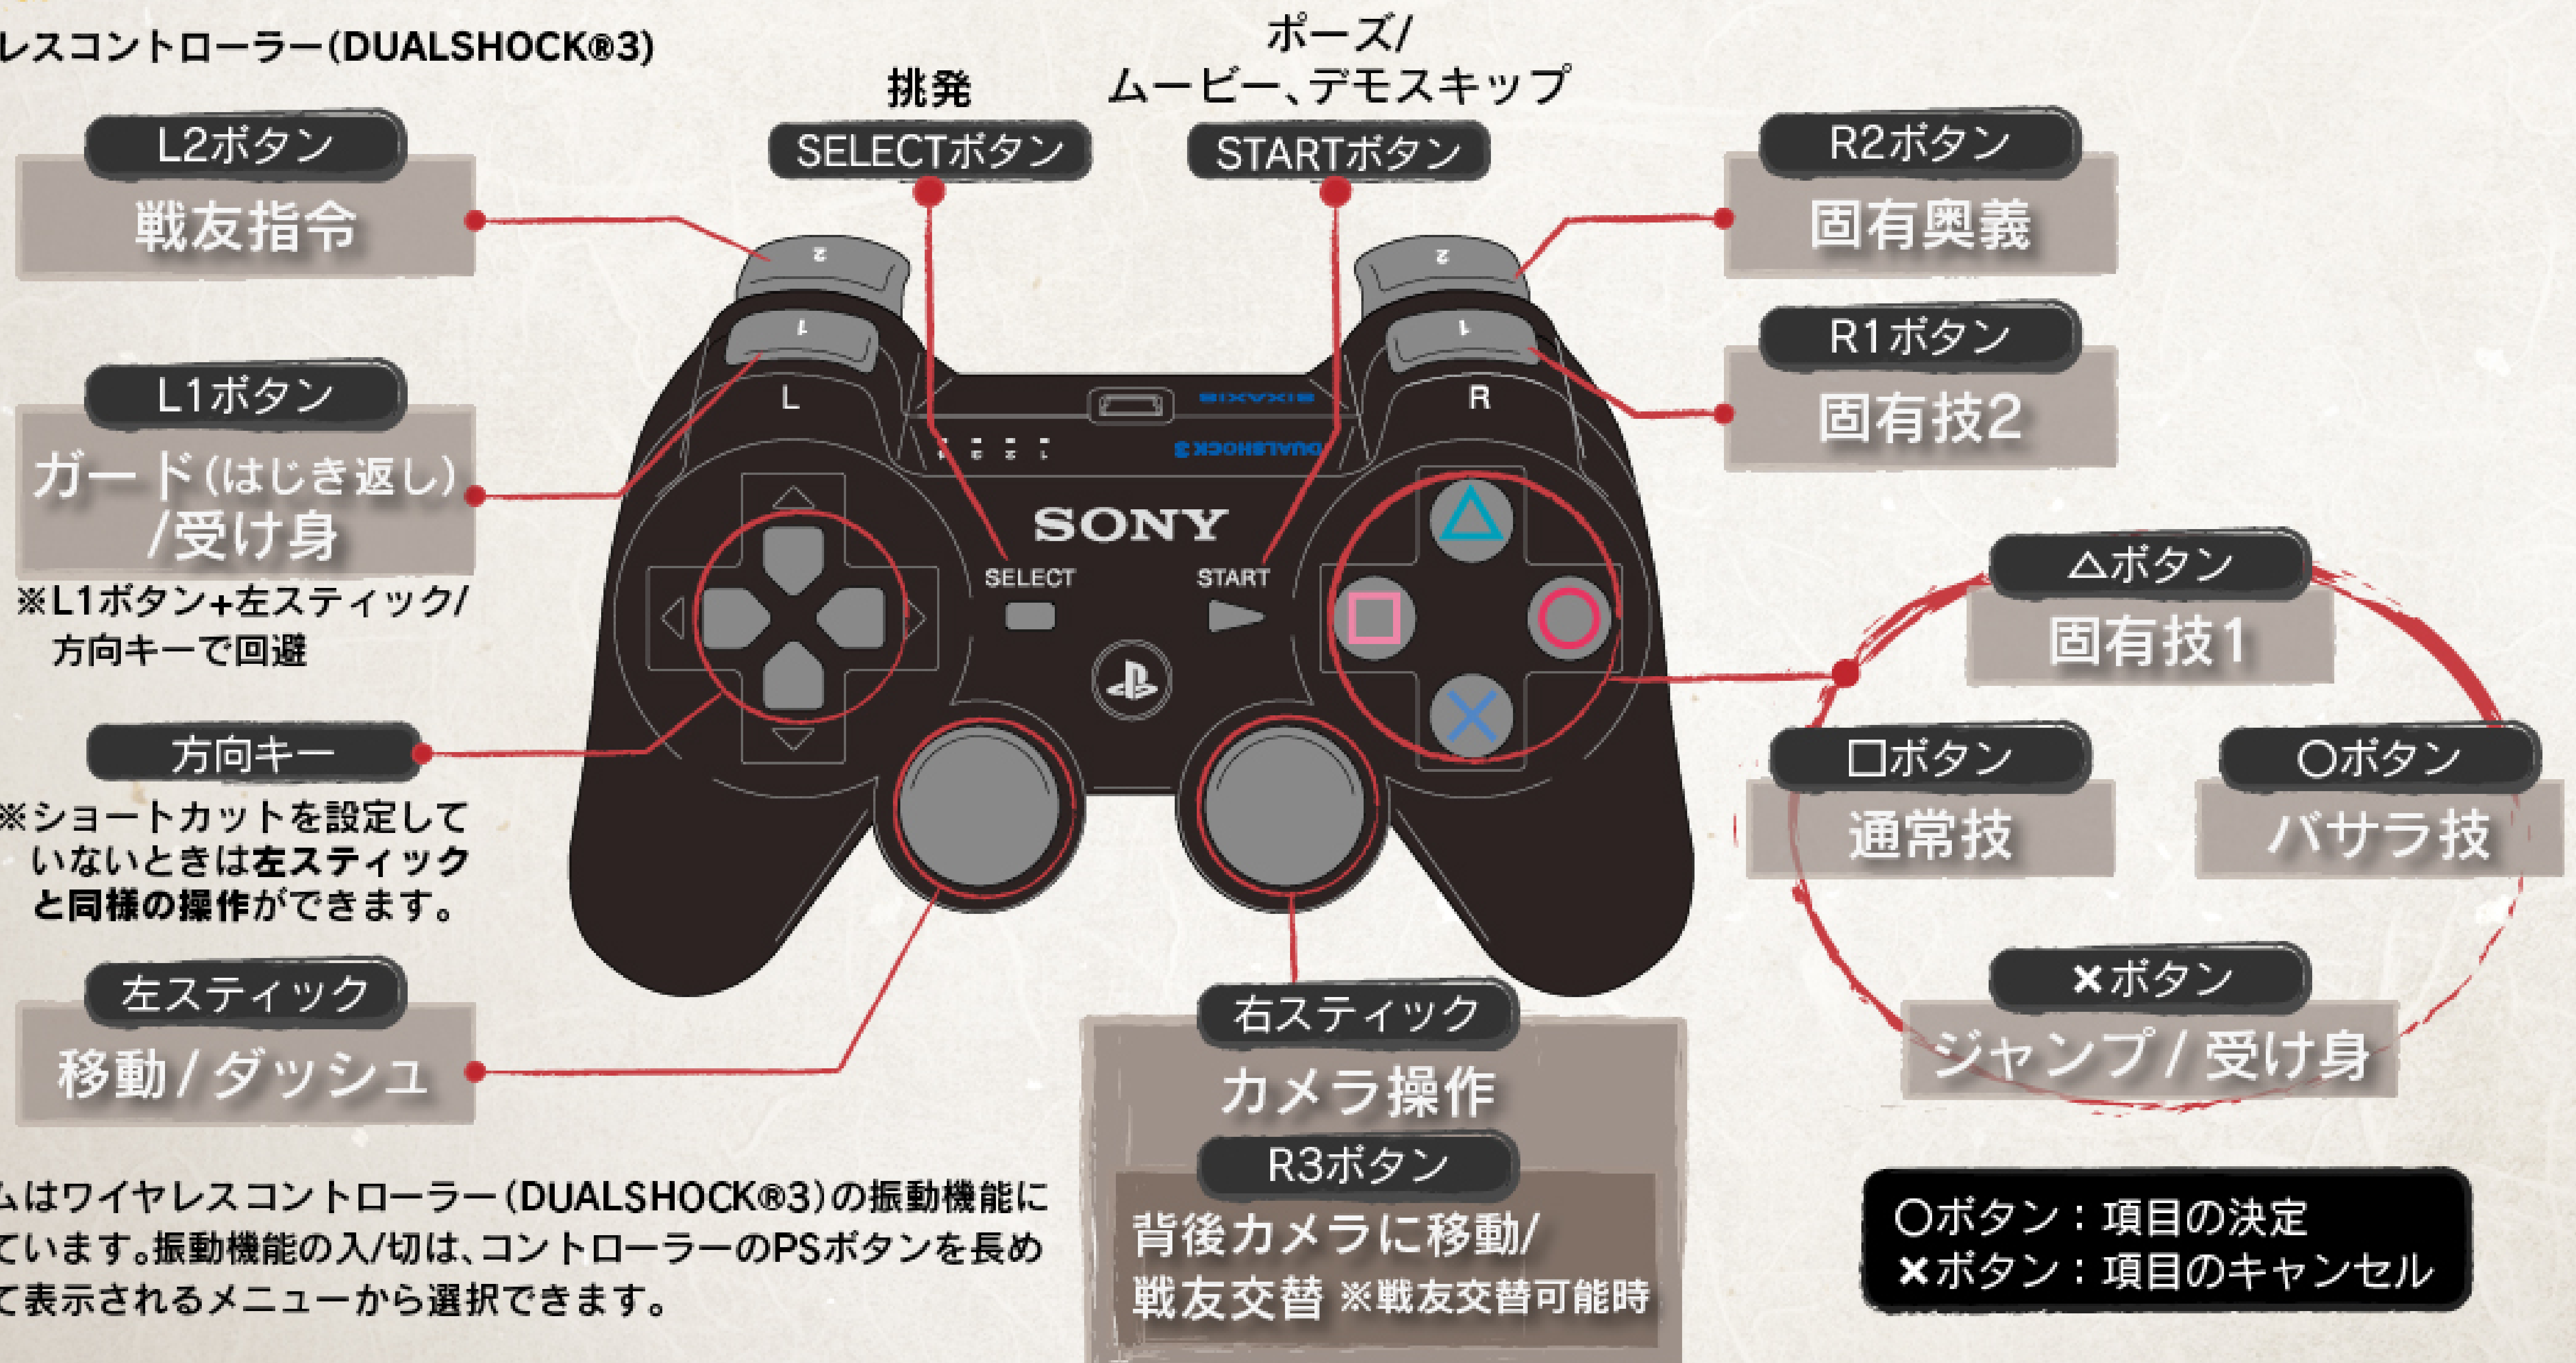 レスコントローラー(DUALSHOCK®3)
ポーズ/
ムービー、デモスキップ
挑発
SELECTボタン
STARTボタン
L2ボタン
戦友指令
R2ボタン
固有奥義
L1ボタン
ガード(はじき返し)
/受け身
※L1ボタン+左スティック/
方向キーで回避
R1ボタン
固有技2
2
2
1
1
L
R
SIXAXIS
DUALSHOCK 3
4 3 2 1
SONY
SELECT
START
△ボタン
固有技1
□ボタン
通常技
○ボタン
バサラ技
×ボタン
ジャンプ/受け身
方向キー
※ショートカットを設定して
いないときは左スティック
と同様の操作ができます。
左スティック
移動/ダッシュ
右スティック
カメラ操作
R3ボタン
背後カメラに移動/
戦友交替 ※戦友交替可能時
ムはワイヤレスコントローラー(DUALSHOCK®3)の振動機能に
ています。振動機能の入/切は、コントローラーのPSボタンを長め
て表示されるメニューから選択できます。
○ボタン：項目の決定
×ボタン：項目のキャンセル